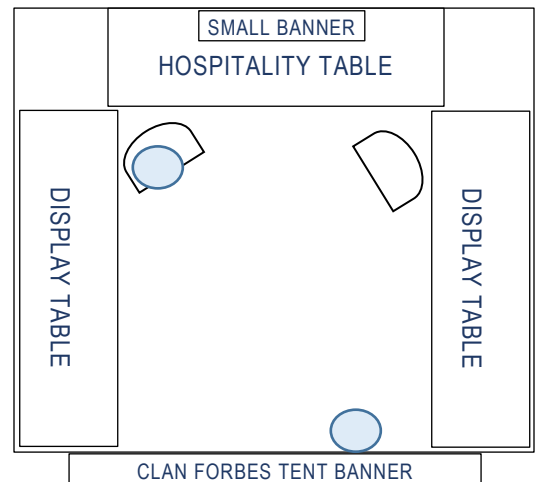 SMALL BANNER
HOSPITALITY TABLE
DISPLAY TABLE
DISPLAY TABLE
CLAN FORBES TENT BANNER